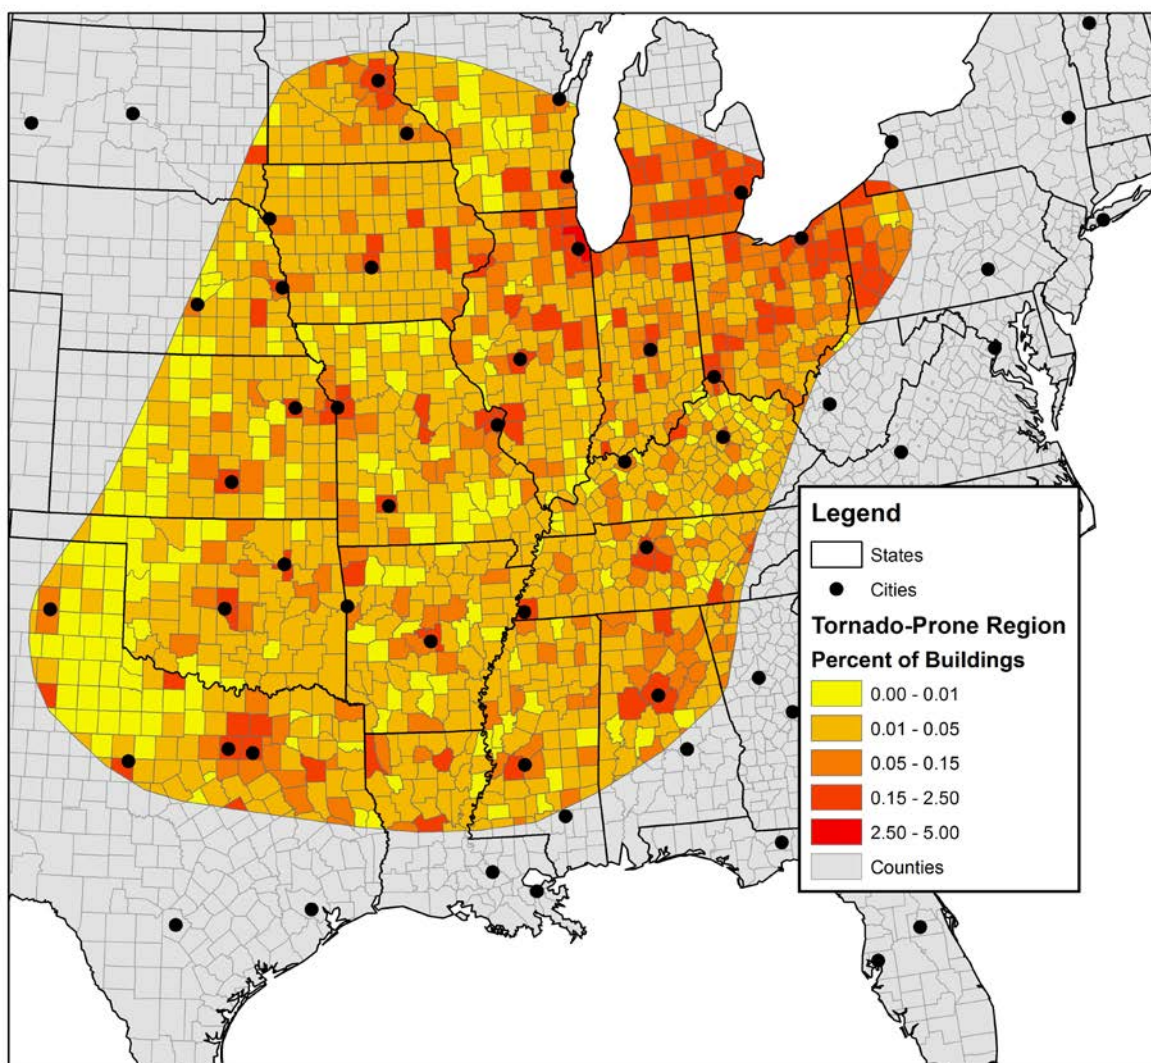 Legend
States
Cities
Tornado-Prone Region
Percent of Buildings
0.00 - 0.01
0.01 - 0.05
0.05 - 0.15
0.15 - 2.50
2.50 - 5.00
Counties